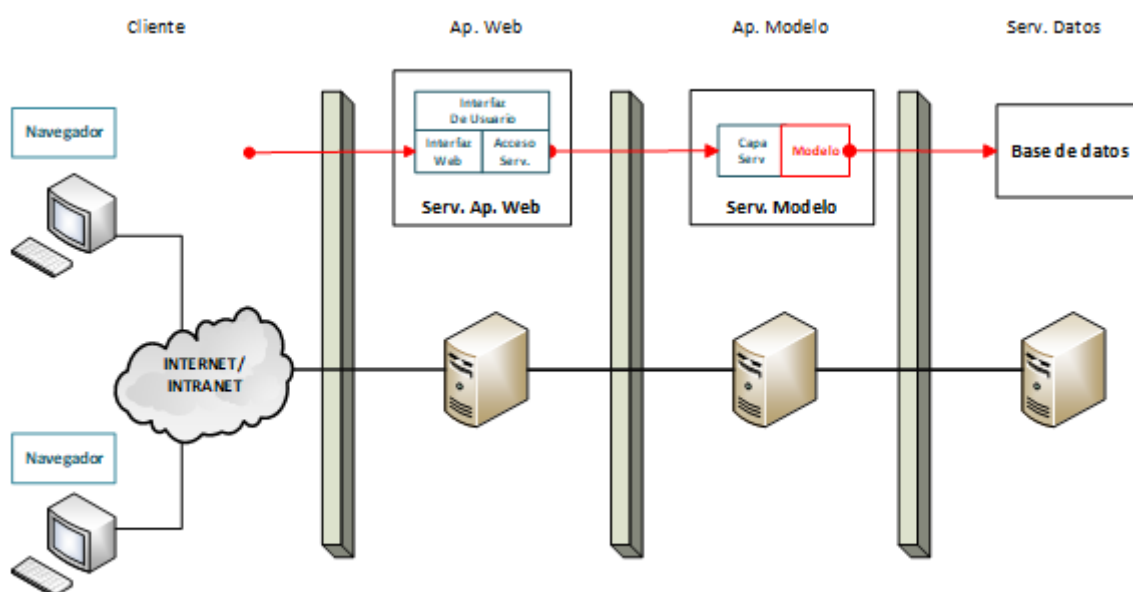 Cliente
Ap. Web
Ap. Modelo
Serv. Datos
Navegador
Interfaz
De Usuario
Interfaz
Web
Acceso
Serv.
Serv. Ap. Web
Capa
Serv
Modelo
Serv. Modelo
Base de datos
INTERNET/
INTRANET
Navegador